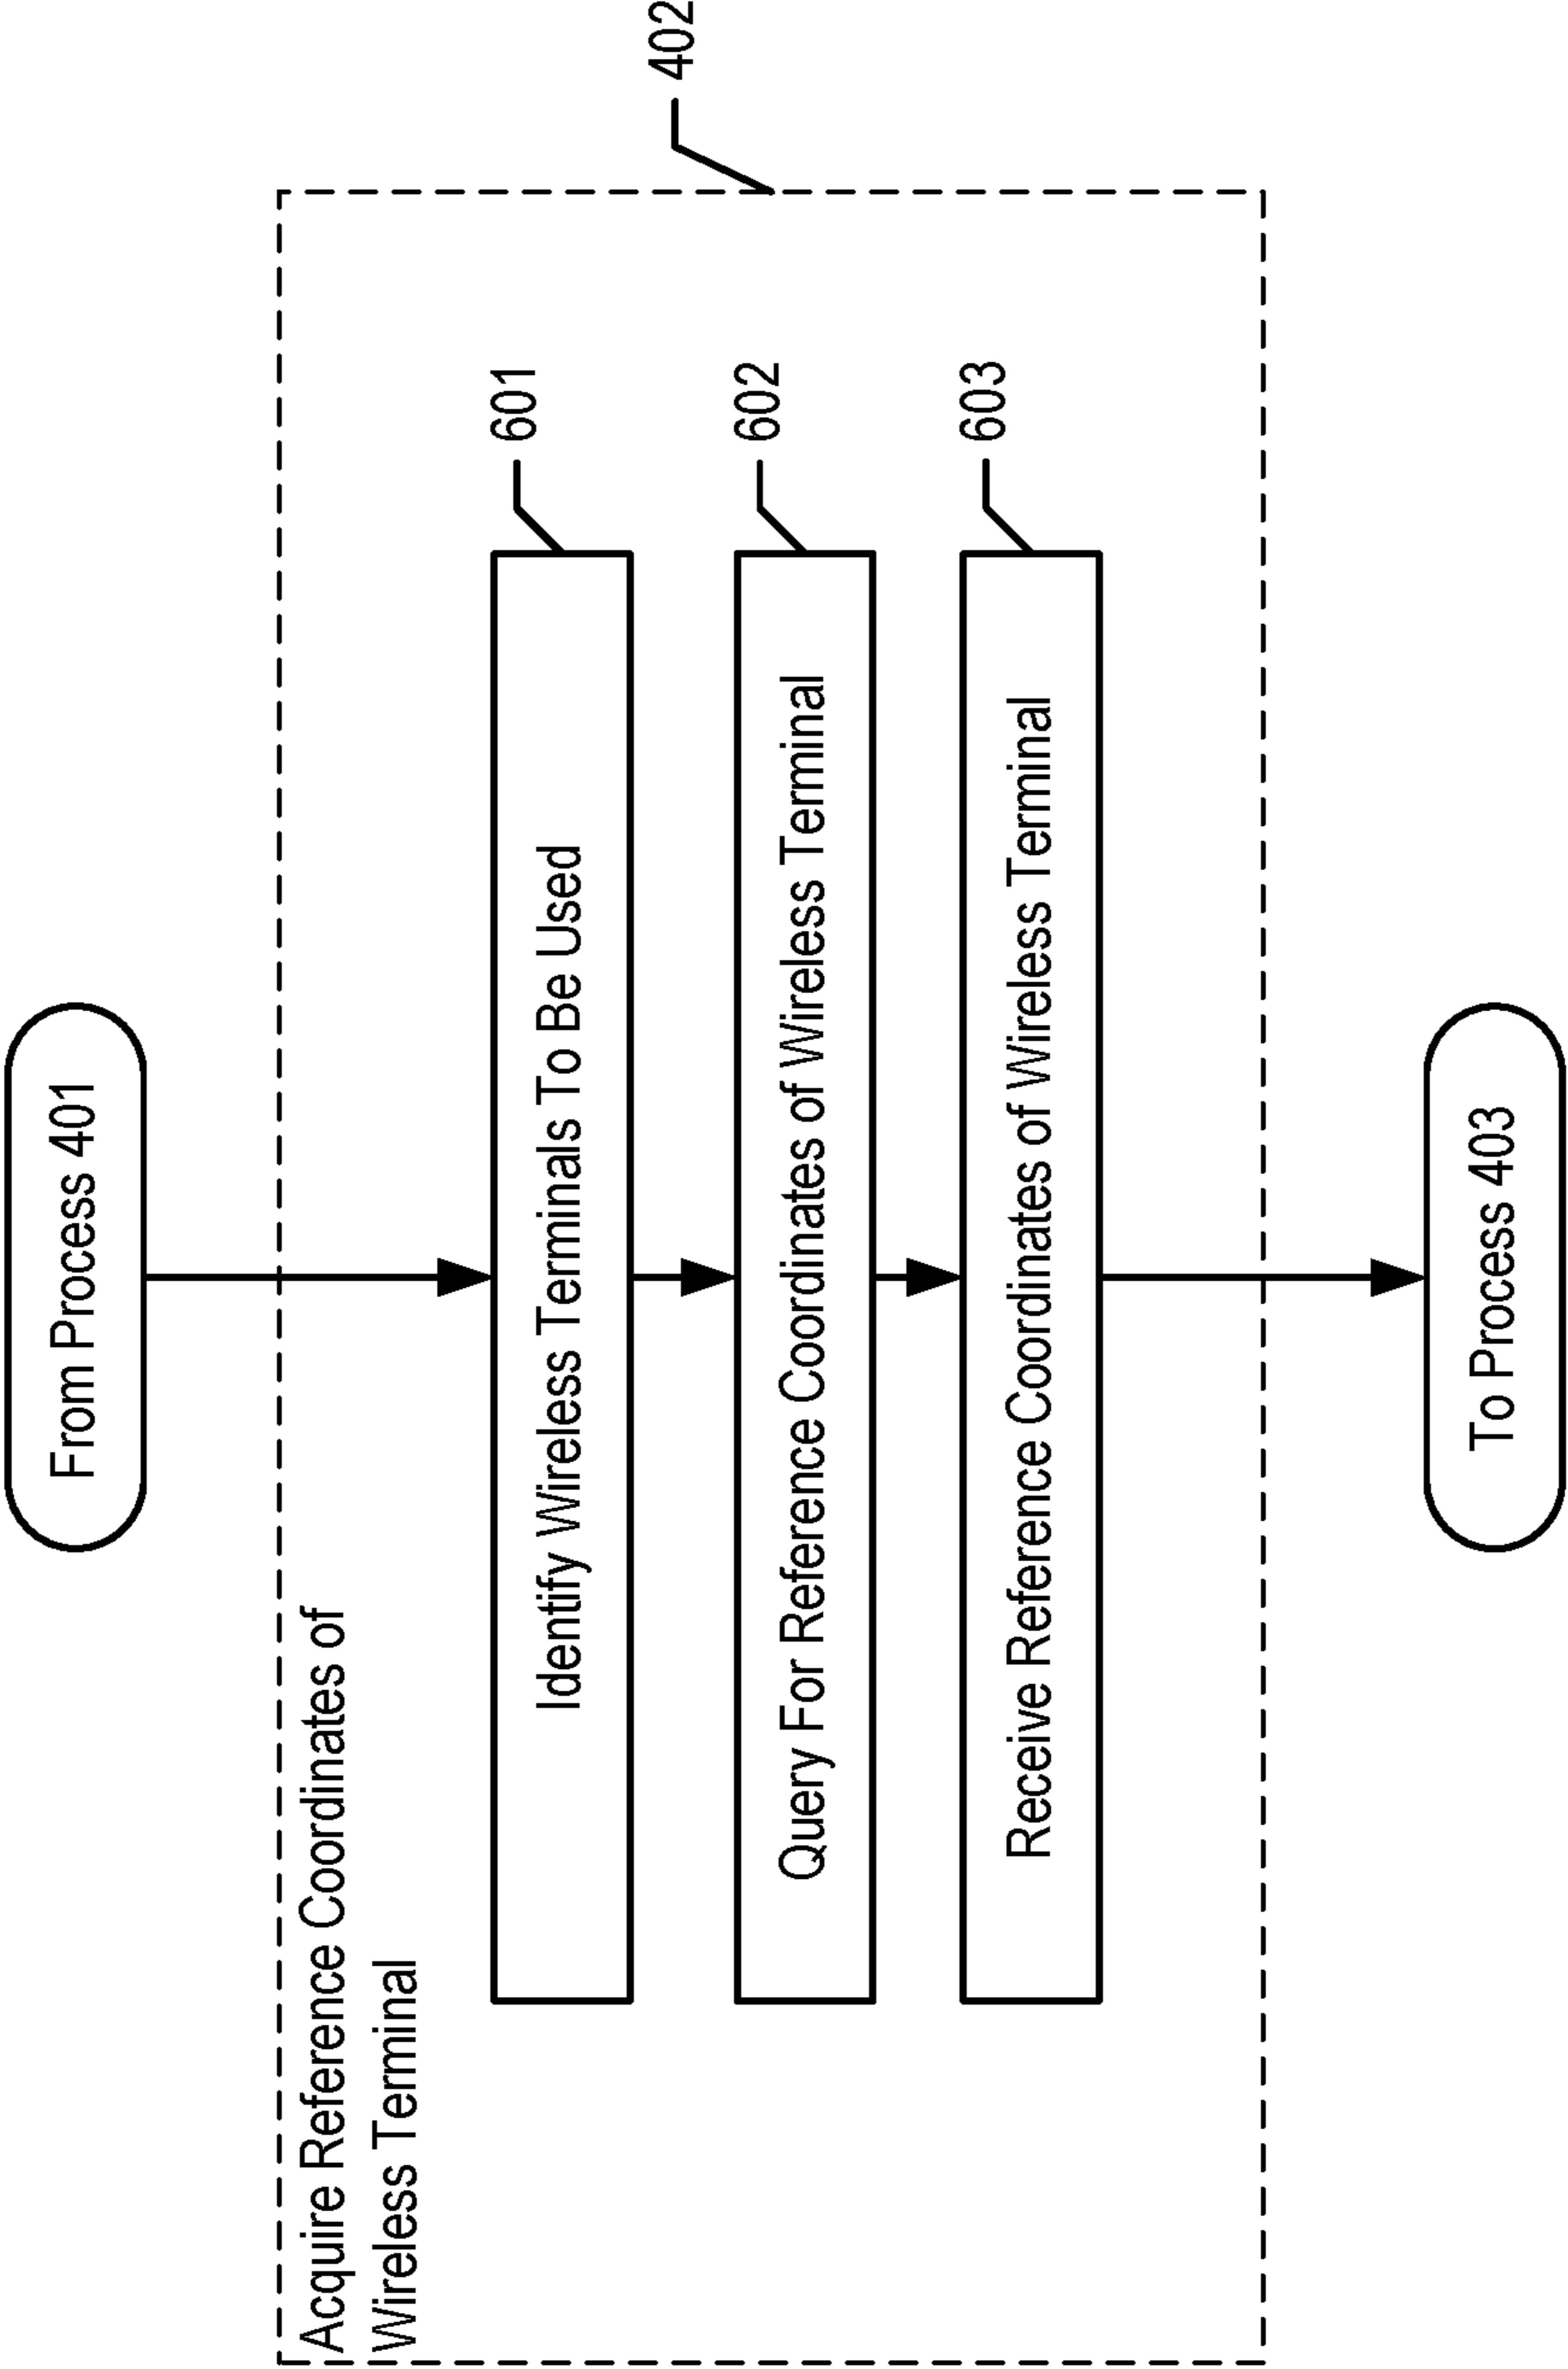 From Process 401
Acquire Reference Coordinates of
Wireless Terminal
402
Identify Wireless Terminals To Be Used
601
Query For Reference Coordinates of Wireless Terminal
602
Receive Reference Coordinates of Wireless Terminal
603
To Process 403